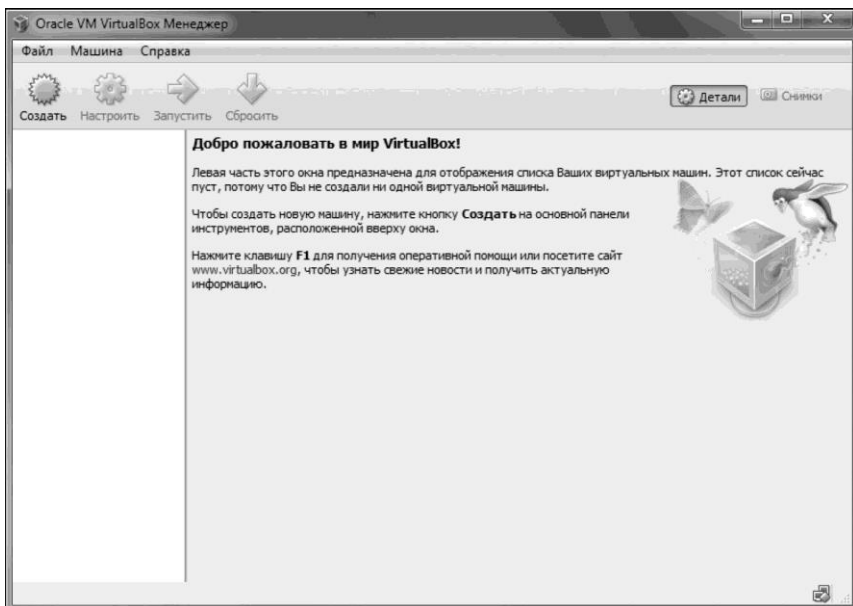 Oracle VM VirtualBox Менеджер
Файл Машина Справка
Создать Настроить Запустить Сбросить
Детали Снимки
Добро пожаловать в мир VirtualBox!
Левая часть этого окна предназначена для отображения списка Ваших виртуальных машин. Этот список сейчас
пуст, потому что Вы не создали ни одной виртуальной машины.
Чтобы создать новую машину, нажмите кнопку Создать на основной панели
инструментов, расположенной вверху окна.
Нажмите клавишу F1 для получения оперативной помощи или посетите сайт
www.virtualbox.org, чтобы узнать свежие новости и получить актуальную
информацию.